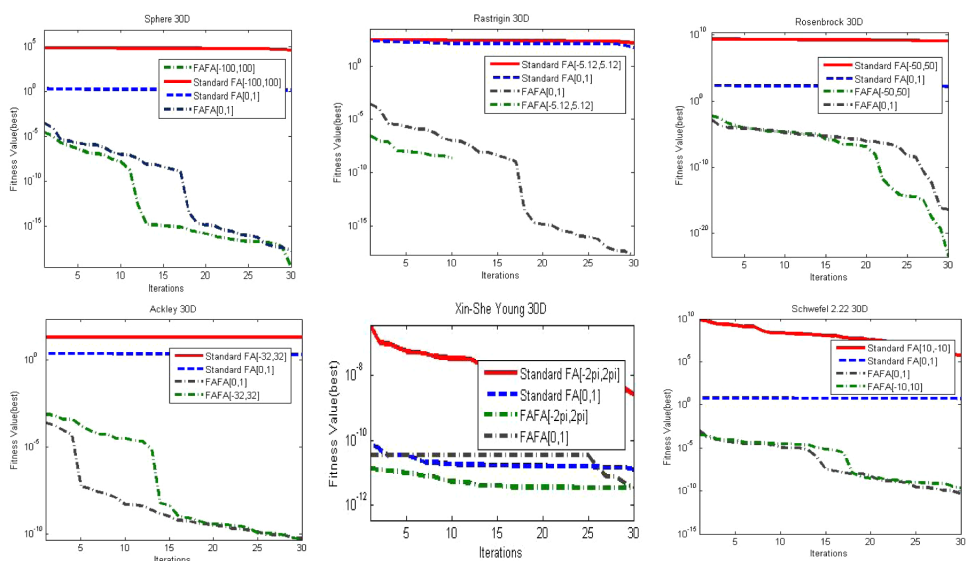 Sphere 30D
10^5
10^0
10^-5
10^-10
10^-15
Fitness Value(best)
FAFA[-100,100]
Standard FA[-100,100]
Standard FA[0,1]
FAFA[0,1]
5 10 15 20 25 30
Iterations
Rastrigin 30D
10^0
10^-5
10^-10
10^-15
Fitness Value(best)
Standard FA[-5.12,5.12]
Standard FA[0,1]
FAFA[0,1]
FAFA[-5.12,5.12]
5 10 15 20 25 30
Iterations
Rosenbrock 30D
10^10
10^0
10^-10
10^-20
Fitness Value(best)
Standard FA[-50,50]
Standard FA[0,1]
FAFA[-50,50]
FAFA[0,1]
5 10 15 20 25 30
Iterations
Ackley 30D
10^0
10^-5
10^-10
Fitness Value(best)
Standard FA[-32,32]
Standard FA[0,1]
FAFA[0,1]
FAFA[-32,32]
5 10 15 20 25 30
Iterations
Xin-She Young 30D
10^-8
10^-10
10^-12
Fitness Value(best)
Standard FA[-2pi,2pi]
Standard FA[0,1]
FAFA[-2pi,2pi]
FAFA[0,1]
5 10 15 20 25 30
Iterations
Schwefel 2.22 30D
10^10
10^5
10^0
10^-5
10^-10
10^-15
Fitness Value(best)
Standard FA[10,-10]
Standard FA[0,1]
FAFA[0,1]
FAFA[-10,10]
5 10 15 20 25 30
Iterations